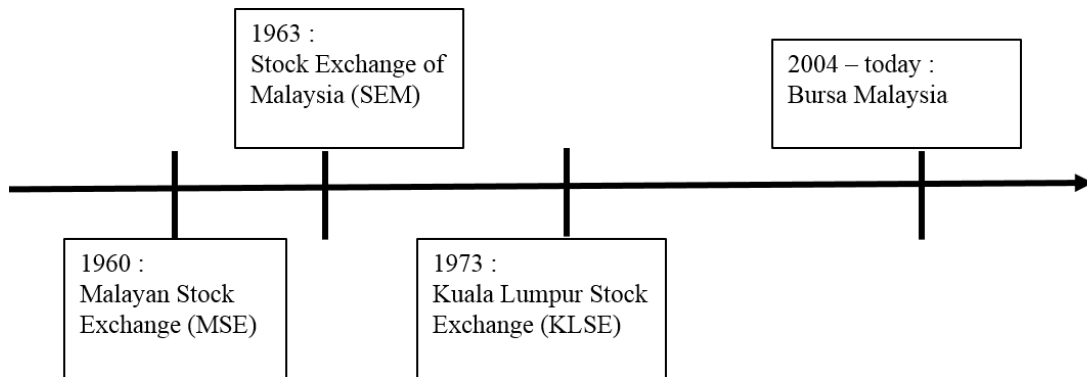 1963 :
Stock Exchange of
Malaysia (SEM)
2004 – today :
Bursa Malaysia
1960 :
Malayan Stock
Exchange (MSE)
1973 :
Kuala Lumpur Stock
Exchange (KLSE)